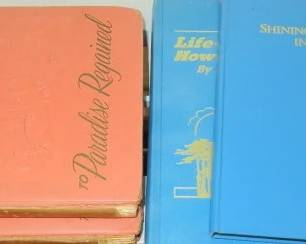 TO Paradise Regained
Life-
How
By
SHINING
IN